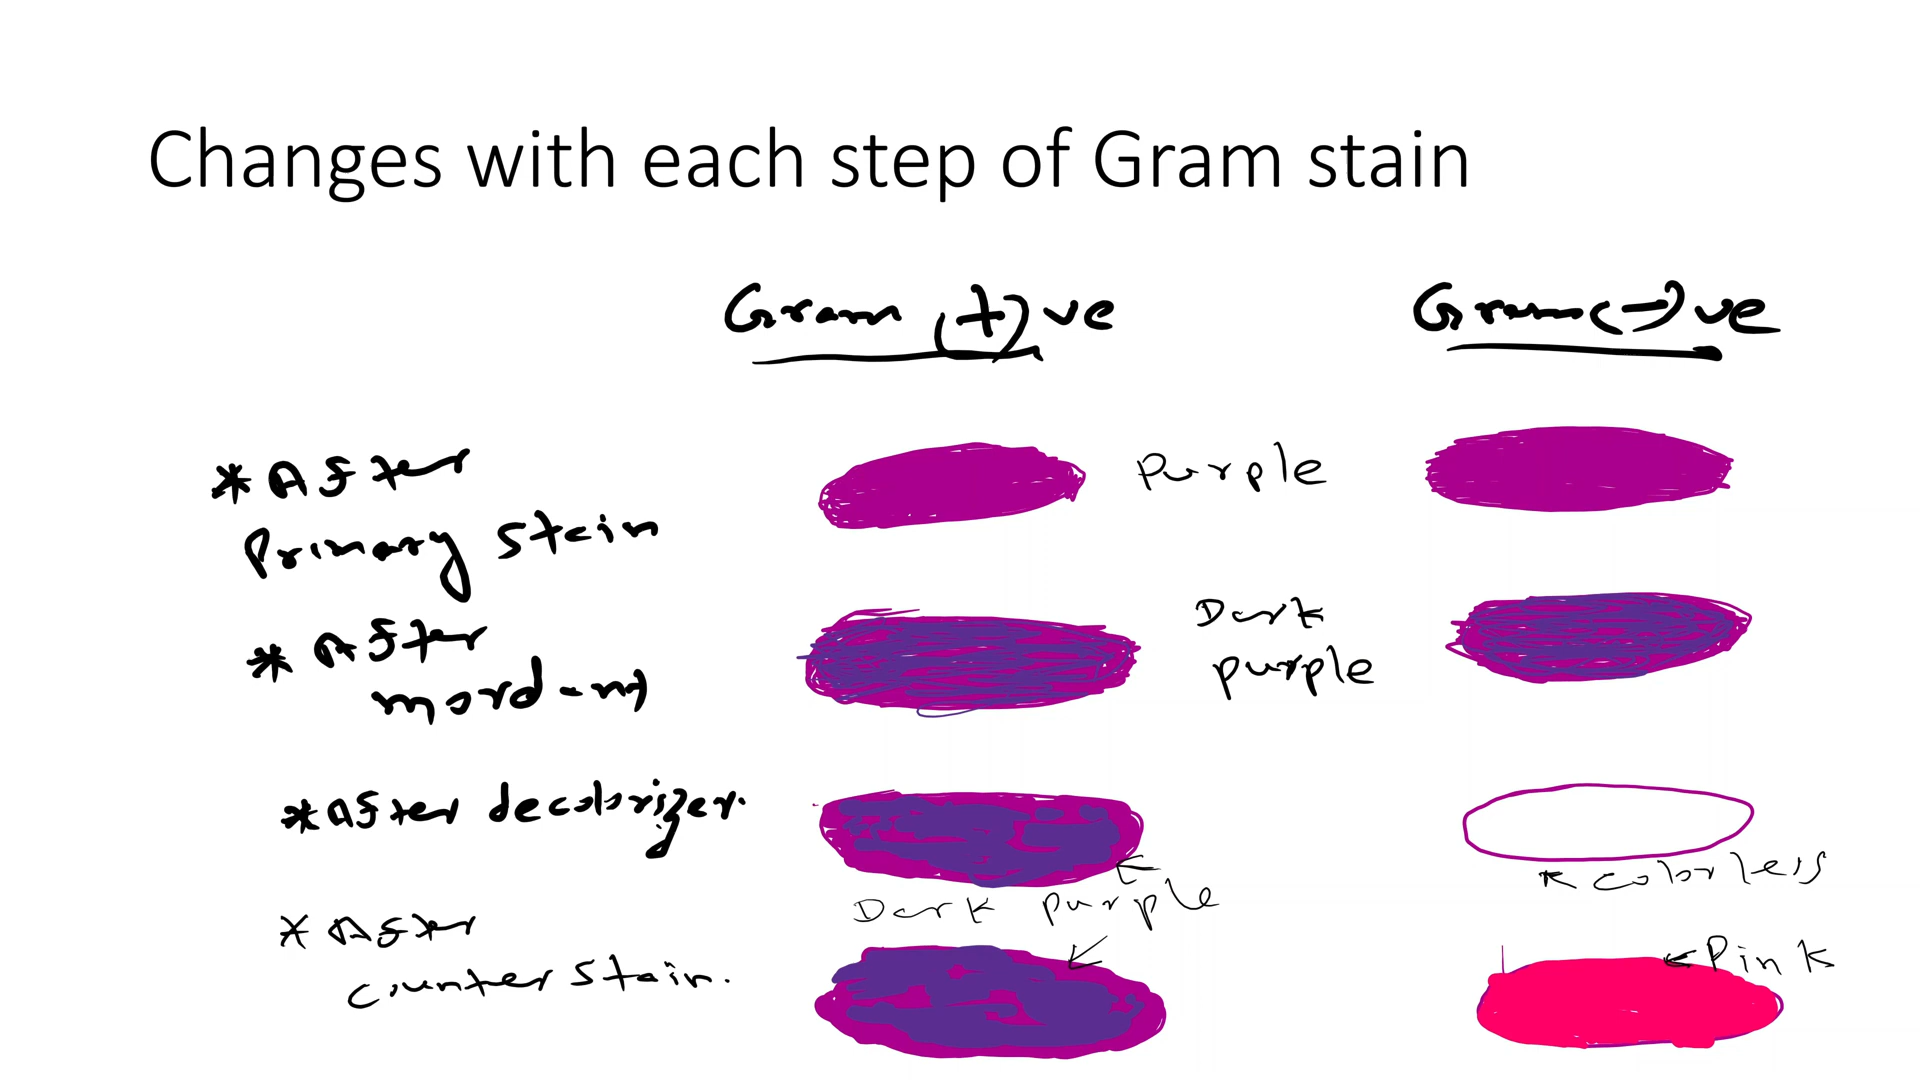 Changes with each step of Gram stain
Gram (+)ve
Gram (-)ve
*After
Primary stain
Purple
*After
mordant
Dark
purple
*After decolorizer.
Dark purple
colorless
*After
counter stain.
Pink